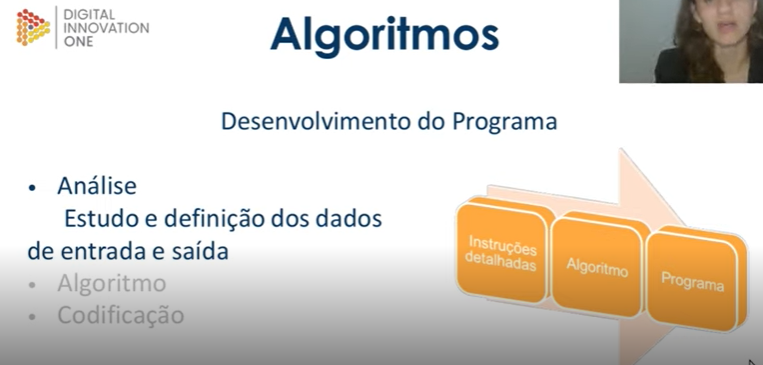 DIGITAL
INNOVATION
ONE
Algoritmos
Desenvolvimento do Programa
• Análise
Estudo e definição dos dados
de entrada e saída
• Algoritmo
• Codificação
Instruções
detalhadas
Algoritmo
Programa